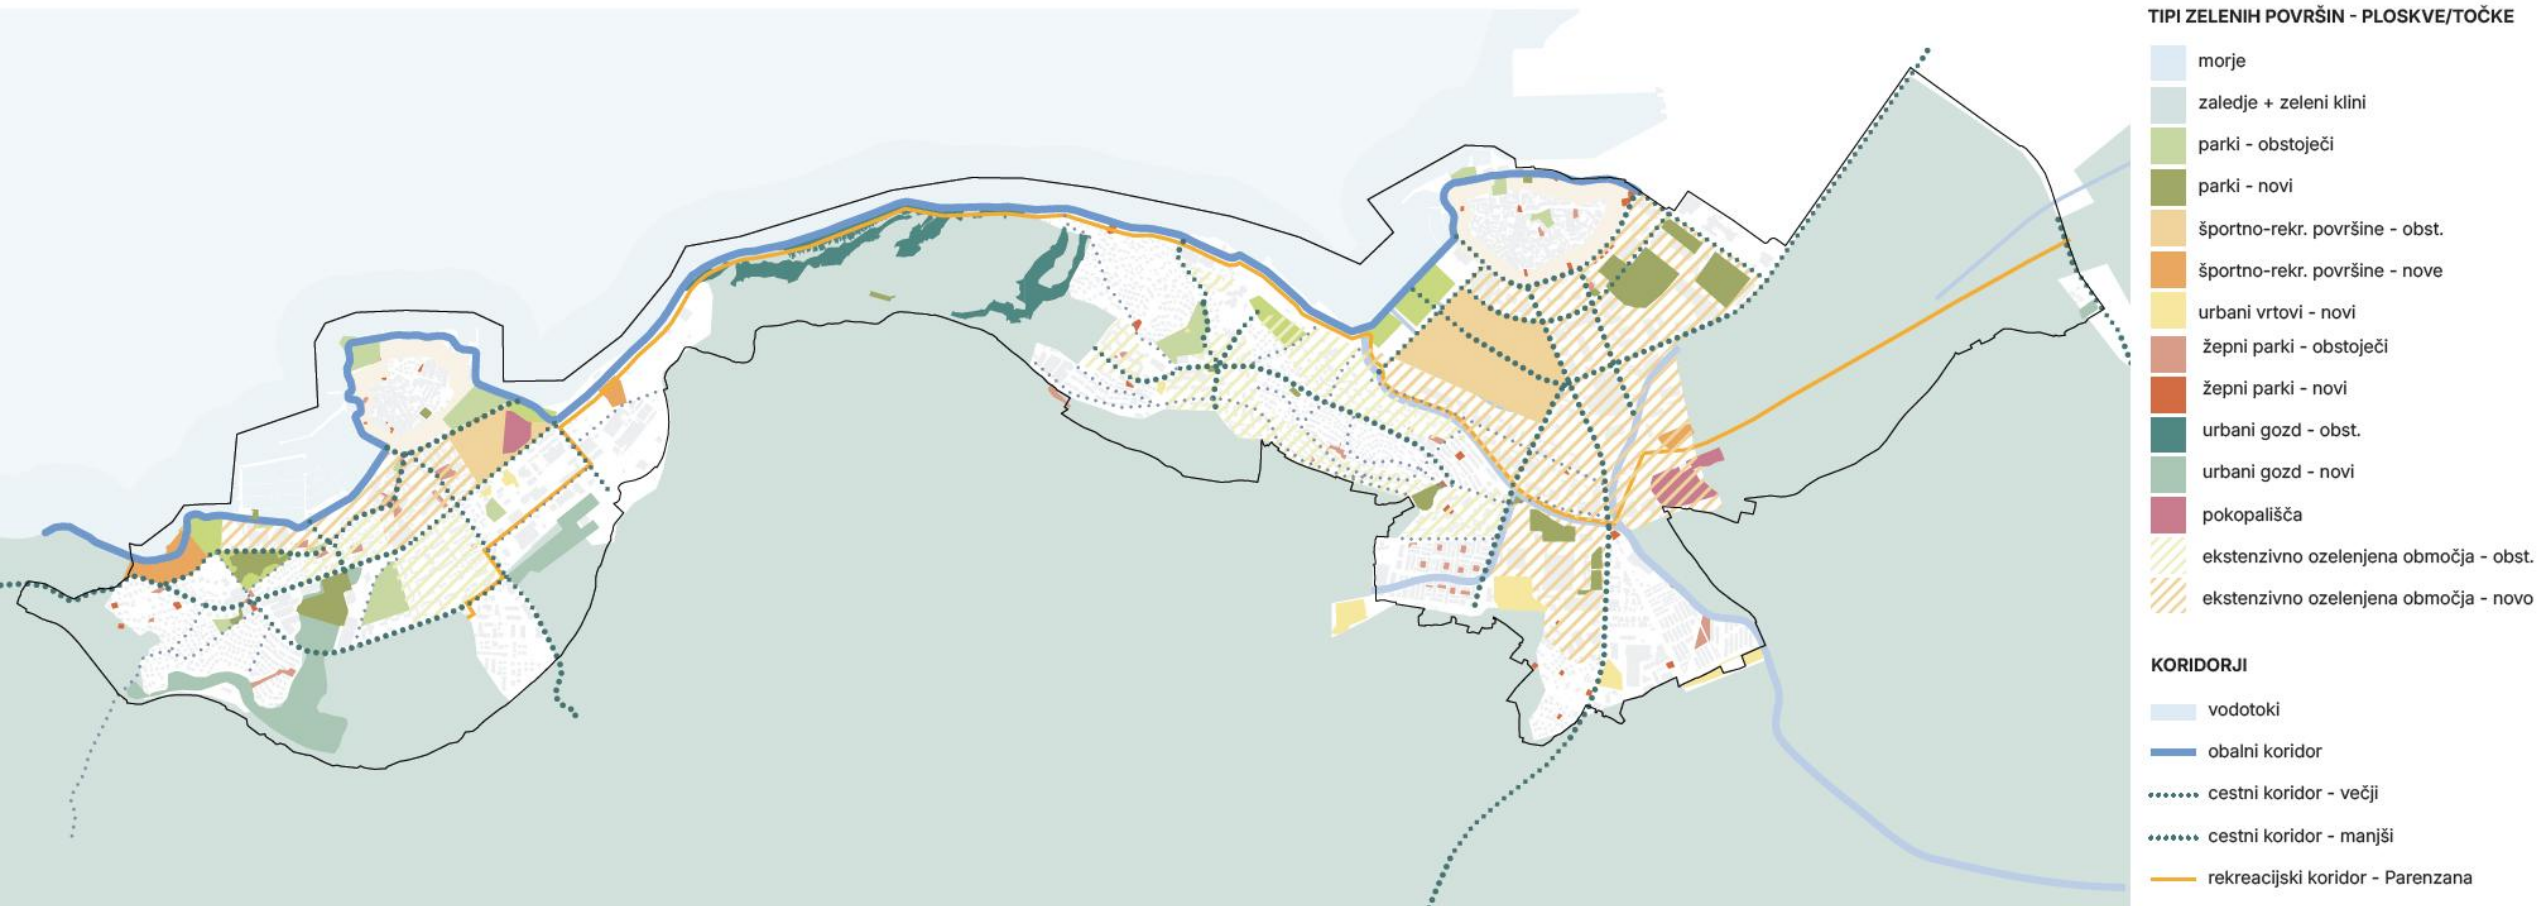 TIPI ZELENIH POVRŠIN - PLOSKVE/TOČKE
morje
zaledje + zeleni klini
parki - obstoječi
parki - novi
športno-rekr. površine - obst.
športno-rekr. površine - nove
urbani vrtovi - novi
žepni parki - obstoječi
žepni parki - novi
urbani gozd - obst.
urbani gozd - novi
pokopališča
ekstenzivno ozelenjena območja - obst.
ekstenzivno ozelenjena območja - novo
KORIDORJI
vodotoki
obalni koridor
cestni koridor - večji
cestni koridor - manjši
rekreacijski koridor - Parenzana